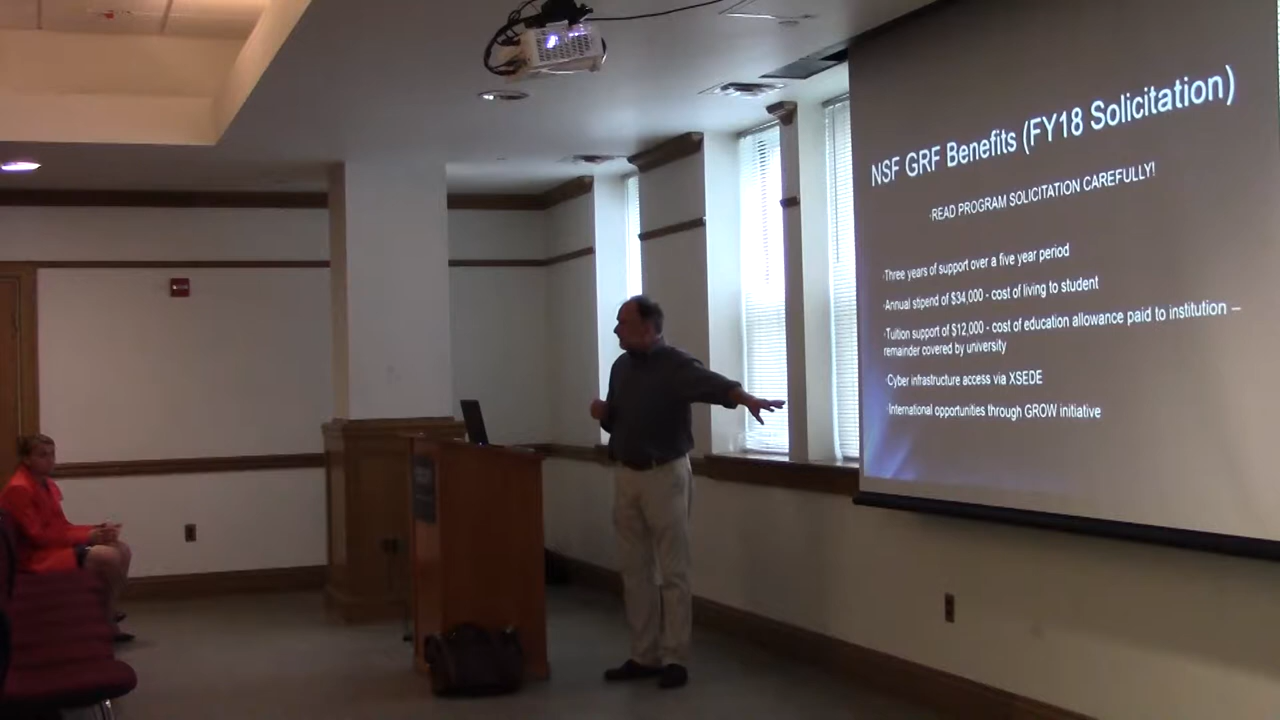 NSF GRF Benefits (FY18 Solicitation)
·READ PROGRAM SOLICITATION CAREFULLY!
·Three years of support over a five year period
·Annual stipend of $34,000 - cost of living to student
·Tuition support of $12,000 - cost of education allowance paid to institution –
remainder covered by university
·Cyber infrastructure access via XSEDE
·International opportunities through GROW initiative